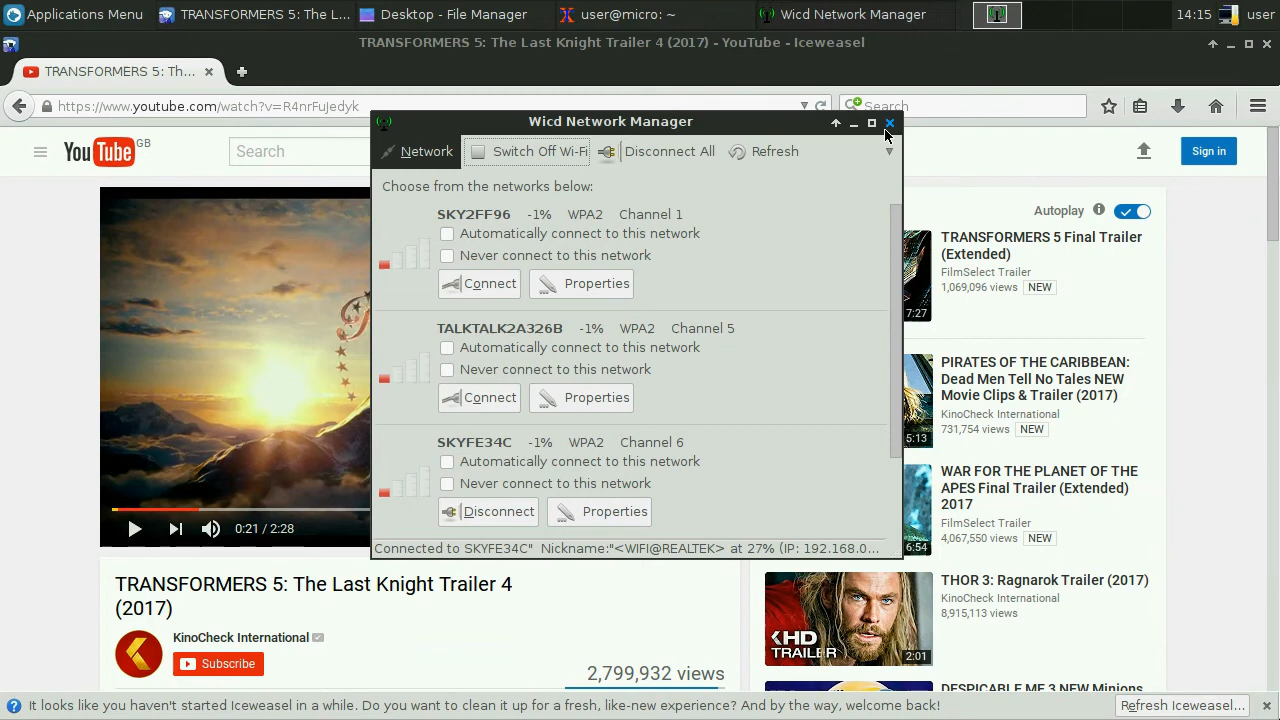 Applications Menu
TRANSFORMERS 5: The L...
Desktop - File Manager
user@micro: ~
Wicd Network Manager
14:15
user
TRANSFORMERS 5: The Last Knight Trailer 4 (2017) - YouTube - Iceweasel
TRANSFORMERS 5: Th...
https://www.youtube.com/watch?v=R4nrFuJedyk
Search
YouTube GB
Search
Sign in
Wicd Network Manager
Network
Switch Off Wi-Fi
Disconnect All
Refresh
Choose from the networks below:
SKY2FF96 -1% WPA2 Channel 1
Automatically connect to this network
Never connect to this network
Connect
Properties
TALKTALK2A326B -1% WPA2 Channel 5
Automatically connect to this network
Never connect to this network
Connect
Properties
SKYFE34C -1% WPA2 Channel 6
Automatically connect to this network
Never connect to this network
Disconnect
Properties
Connected to SKYFE34C" Nickname:"<WIFI@REALTEK> at 27% (IP: 192.168.0...
0:21 / 2:28
TRANSFORMERS 5: The Last Knight Trailer 4
(2017)
KinoCheck International
Subscribe
2,799,932 views
Autoplay
TRANSFORMERS 5 Final Trailer
(Extended)
FilmSelect Trailer
1,069,096 views NEW
7:27
PIRATES OF THE CARIBBEAN:
Dead Men Tell No Tales NEW
Movie Clips & Trailer (2017)
KinoCheck International
731,754 views NEW
5:13
WAR FOR THE PLANET OF THE
APES Final Trailer (Extended)
2017
FilmSelect Trailer
4,067,550 views NEW
6:54
THOR 3: Ragnarok Trailer (2017)
KinoCheck International
8,915,113 views
HD
TRAILER
2:01
DESPICABLE ME 3 NEW Minions
It looks like you haven't started Iceweasel in a while. Do you want to clean it up for a fresh, like-new experience? And by the way, welcome back!
Refresh Iceweasel...